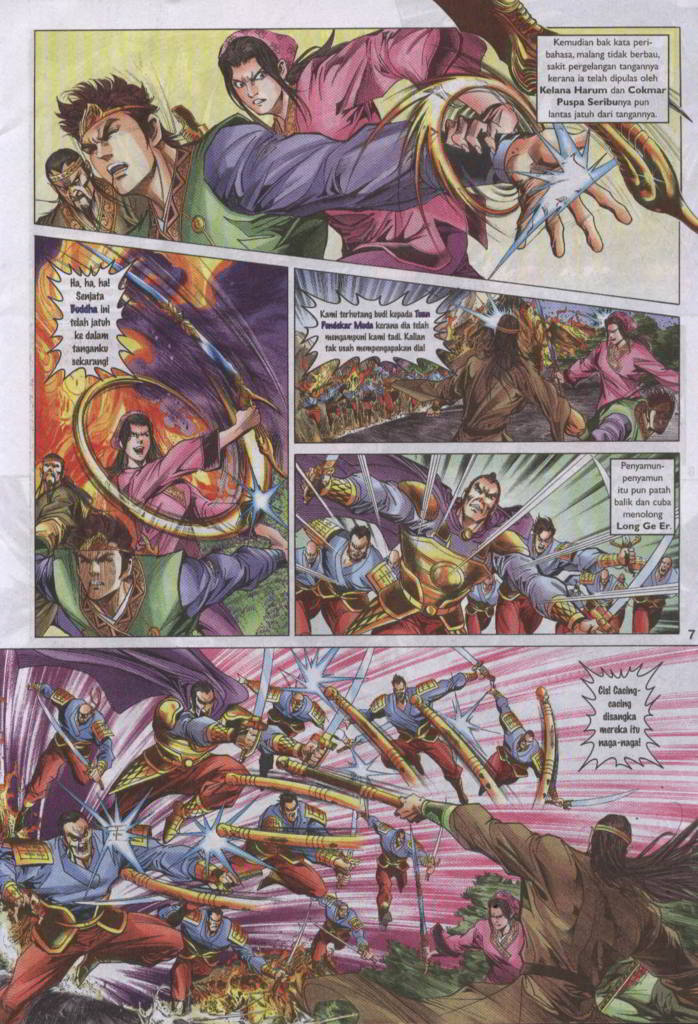 Kemudian bak kata peri-
bahasa, malang tidak berbau,
sakit pergelangan tangannya
kerana ia telah dipulas oleh
Kelana Harum dan Cokmar
Puspa Seribunya pun
lantas jatuh dari tangannya.
Ha, ha, ha!
Senjata
Buddha ini
telah jatuh
ke dalam
tanganku
sekarang!
Kami terhutang budi kepada Tuan
Pendekar Muda kerana dia telah
mengampuni kami tadi. Kalian
tak usah mempengapakan dia!
Penyamun-
penyamun
itu pun patah
balik dan cuba
menolong
Long Ge Er.
7
Cis! Cacing-
cacing
disangka
mereka itu
naga-naga!